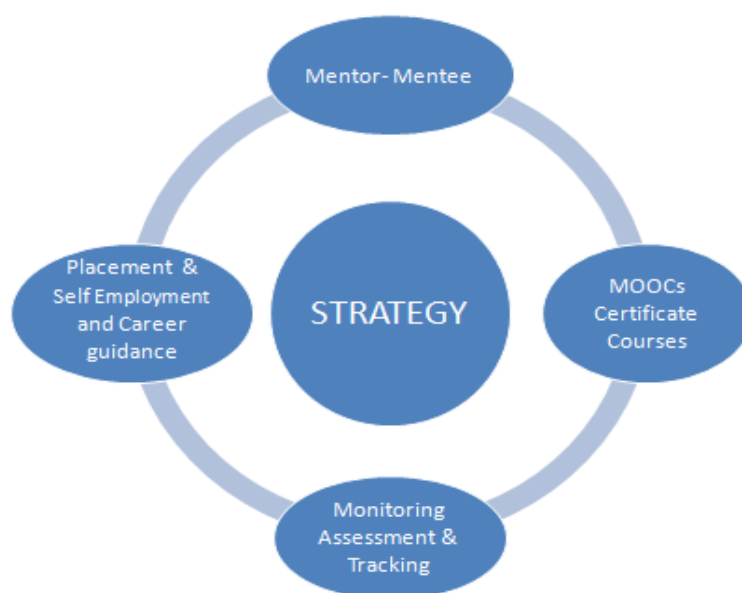 Mentor- Mentee
Placement & 
Self Employment
and Career
guidance
STRATEGY
MOOCs
Certificate
Courses
Monitoring
Assessment &
Tracking